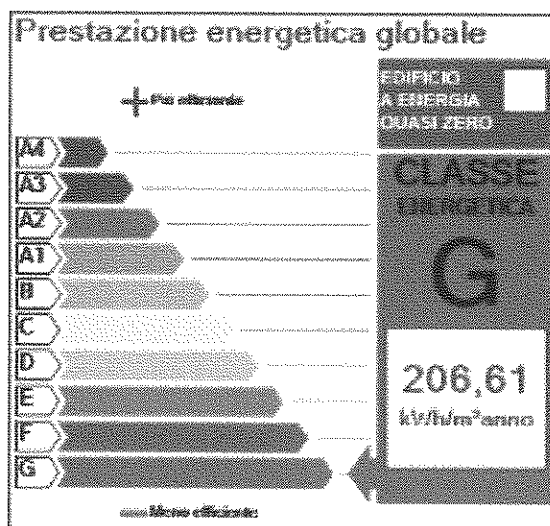 Prestazione energetica globale
+ Più efficiente
EDIFICIO
A ENERGIA
QUASI ZERO
A4
A3
A2
A1
B
C
D
E
F
G
CLASSE
ENERGETICA
G
206,61
kWh/m²anno
Meno efficiente